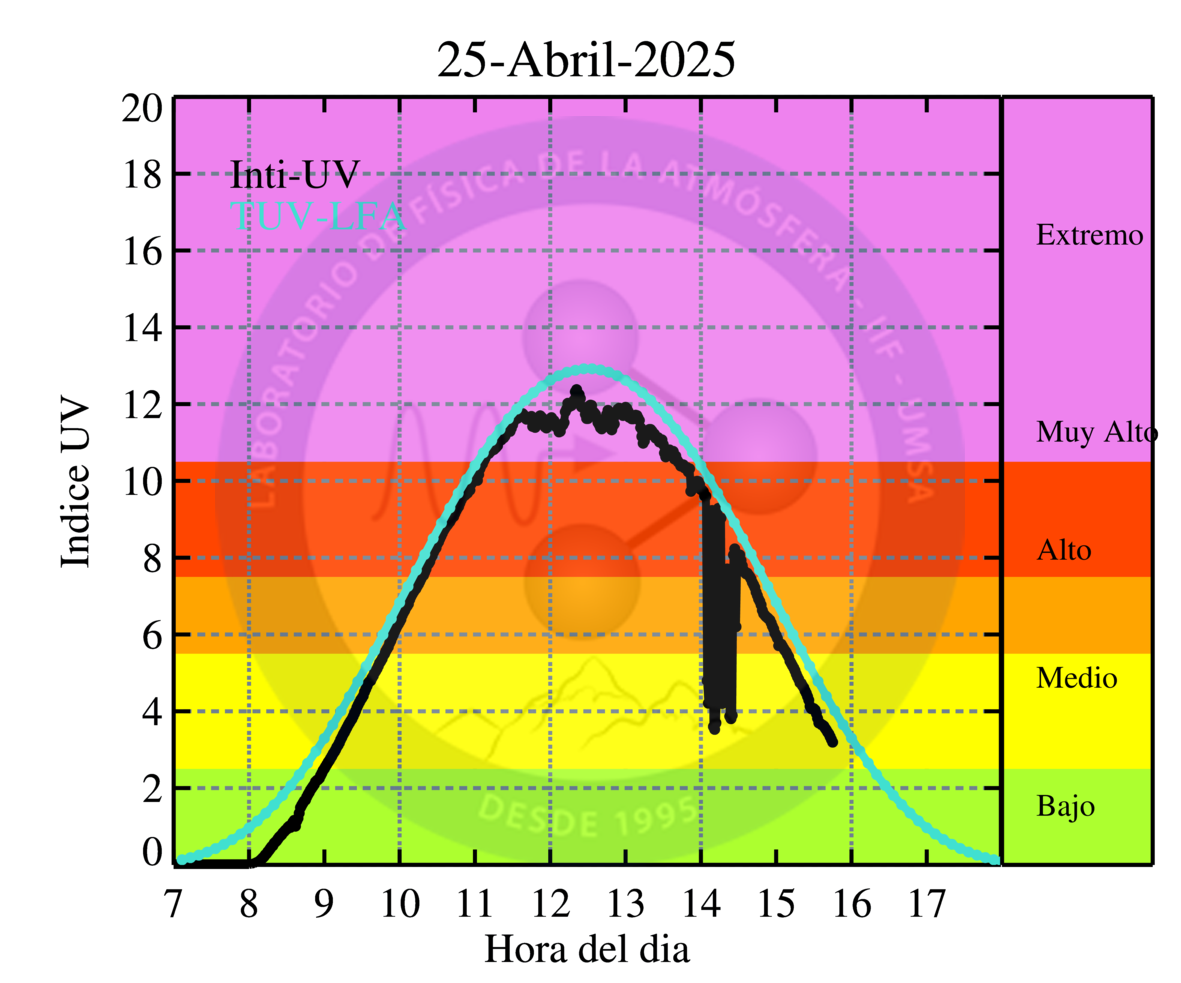 25-Abril-2025
20
18
16
14
12
10
8
6
4
2
0
Indice UV
Inti-UV
TUV-LFA
LABORATORIO DE FÍSICA DE LA ATMÓSFERA - IIF - UMSA
DESDE 1995
Extremo
Muy Alto
Alto
Medio
Bajo
7 8 9 10 11 12 13 14 15 16 17
Hora del dia